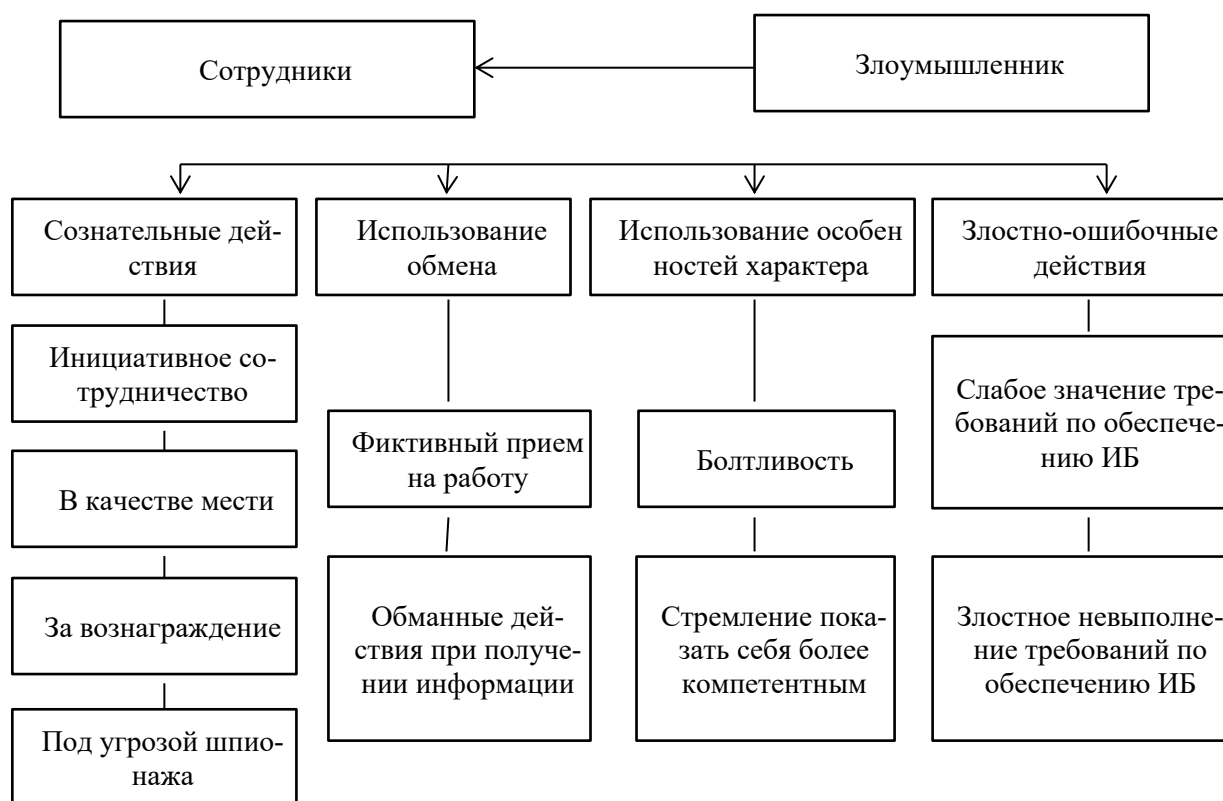 Сотрудники
Злоумышленник
Сознательные дей-
ствия
Использование
обмена
Использование особен
ностей характера
Злостно-ошибочные
действия
Инициативное со-
трудничество
Слабое значение тре-
бований по обеспече-
нию ИБ
Фиктивный прием
на работу
Болтливость
В качестве мести
За вознаграждение
Обманные дей-
ствия при получе-
нии информации
Стремление пока-
зать себя более
компетентным
Злостное невыполне-
ние требований по
обеспечению ИБ
Под угрозой шпио-
нажа